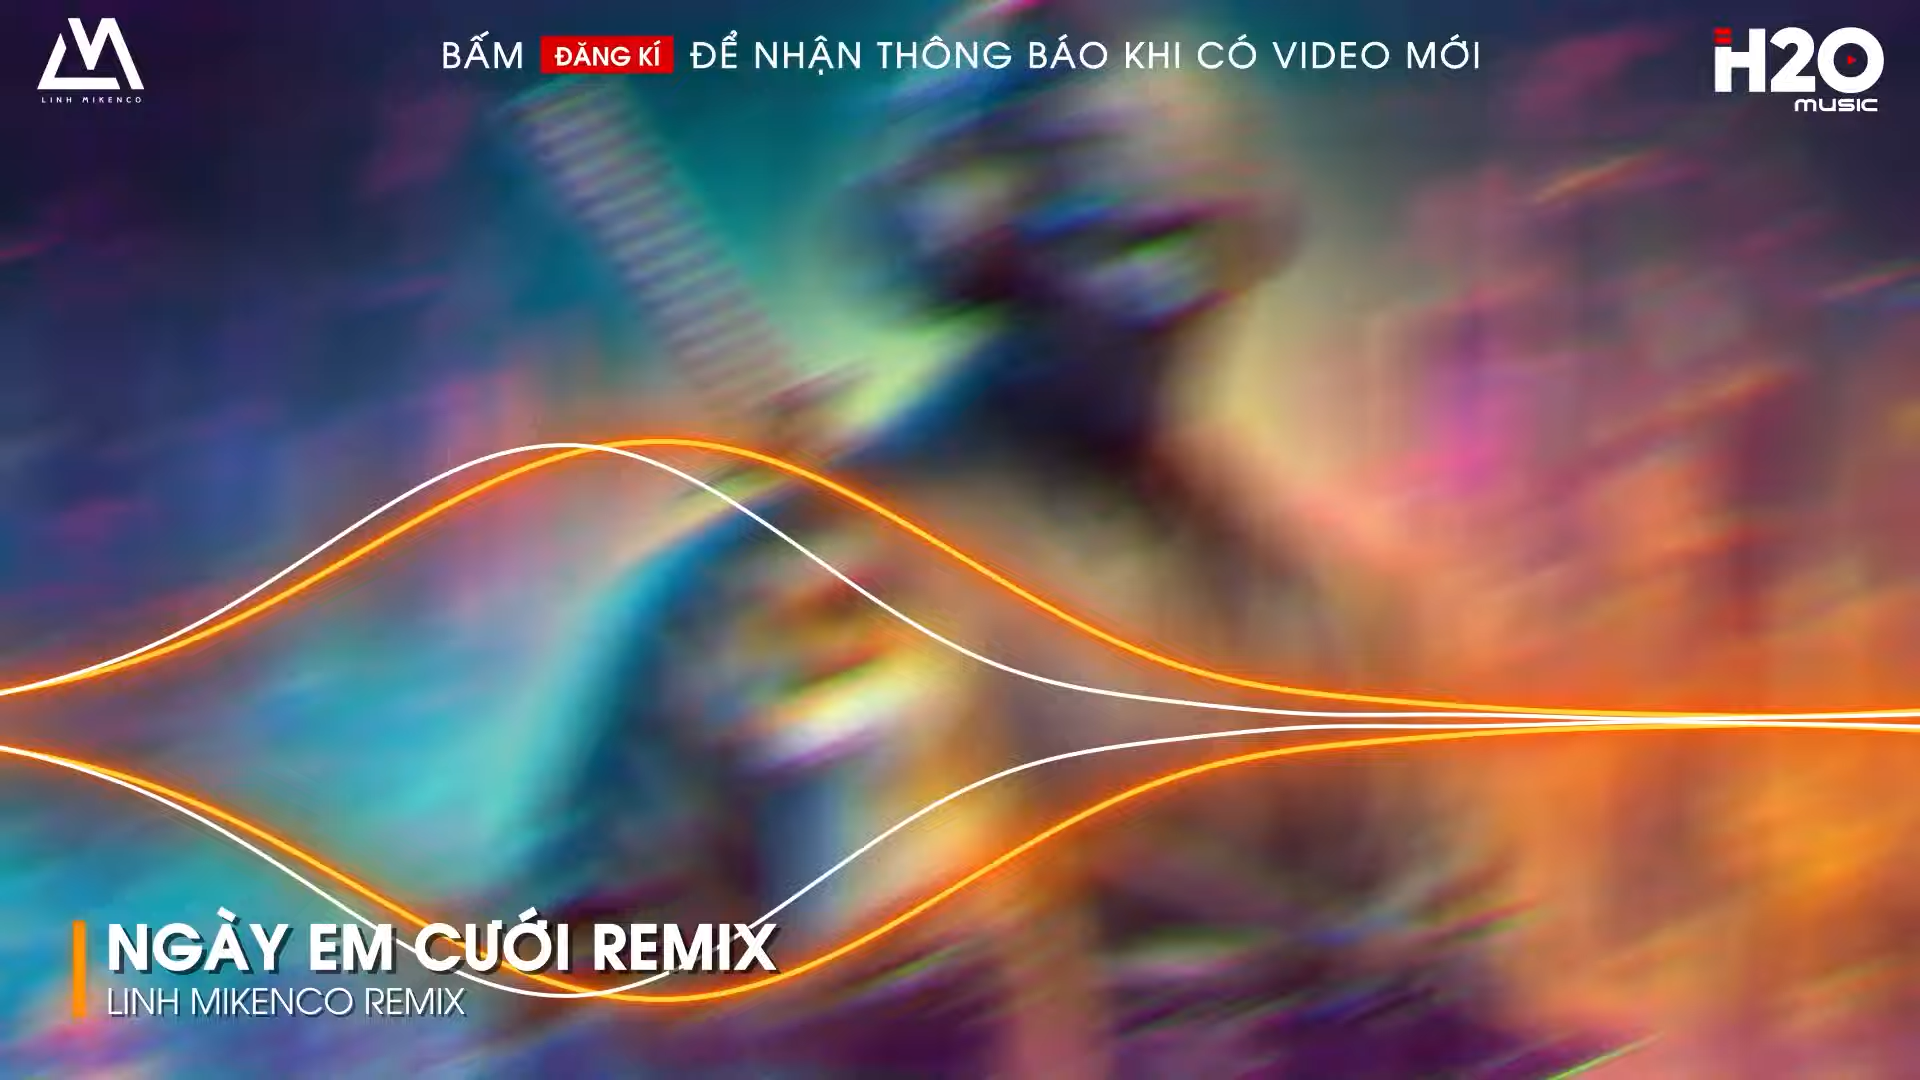 LINH MIKENCO
BẤM ĐĂNG KÍ ĐỂ NHẬN THÔNG BÁO KHI CÓ VIDEO MỚI
H2O
MUSIC
NGÀY EM CƯỚI REMIX
LINH MIKENCO REMIX